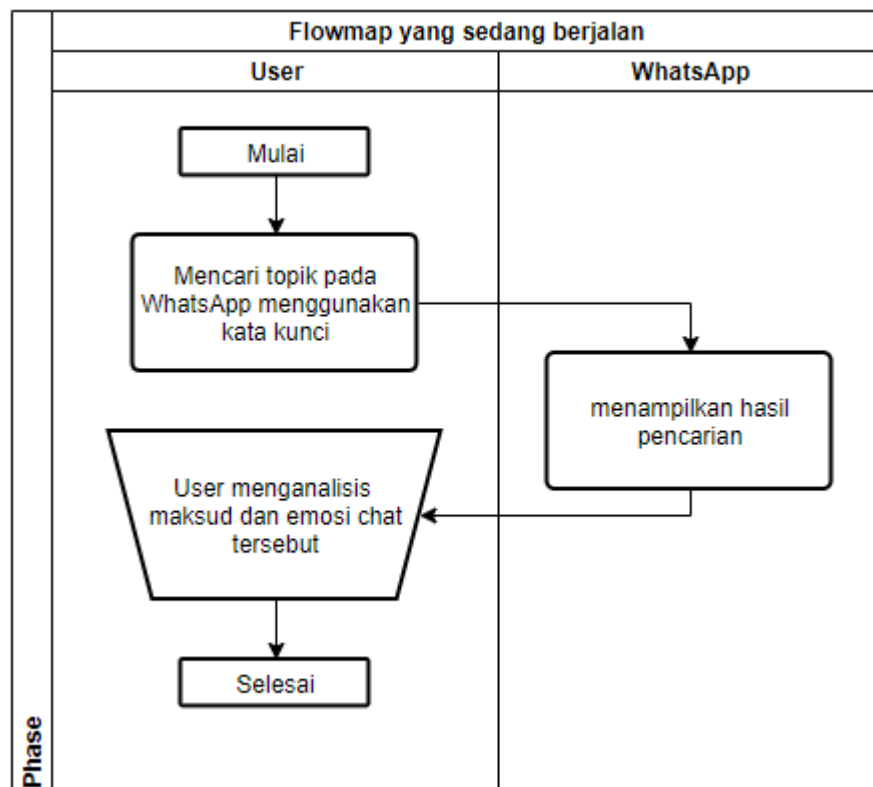 Flowmap yang sedang berjalan
User
WhatsApp
Mulai
Mencari topik pada
WhatsApp menggunakan
kata kunci
menampilkan hasil
pencarian
User menganalisis
maksud dan emosi chat
tersebut
Selesai
Phase